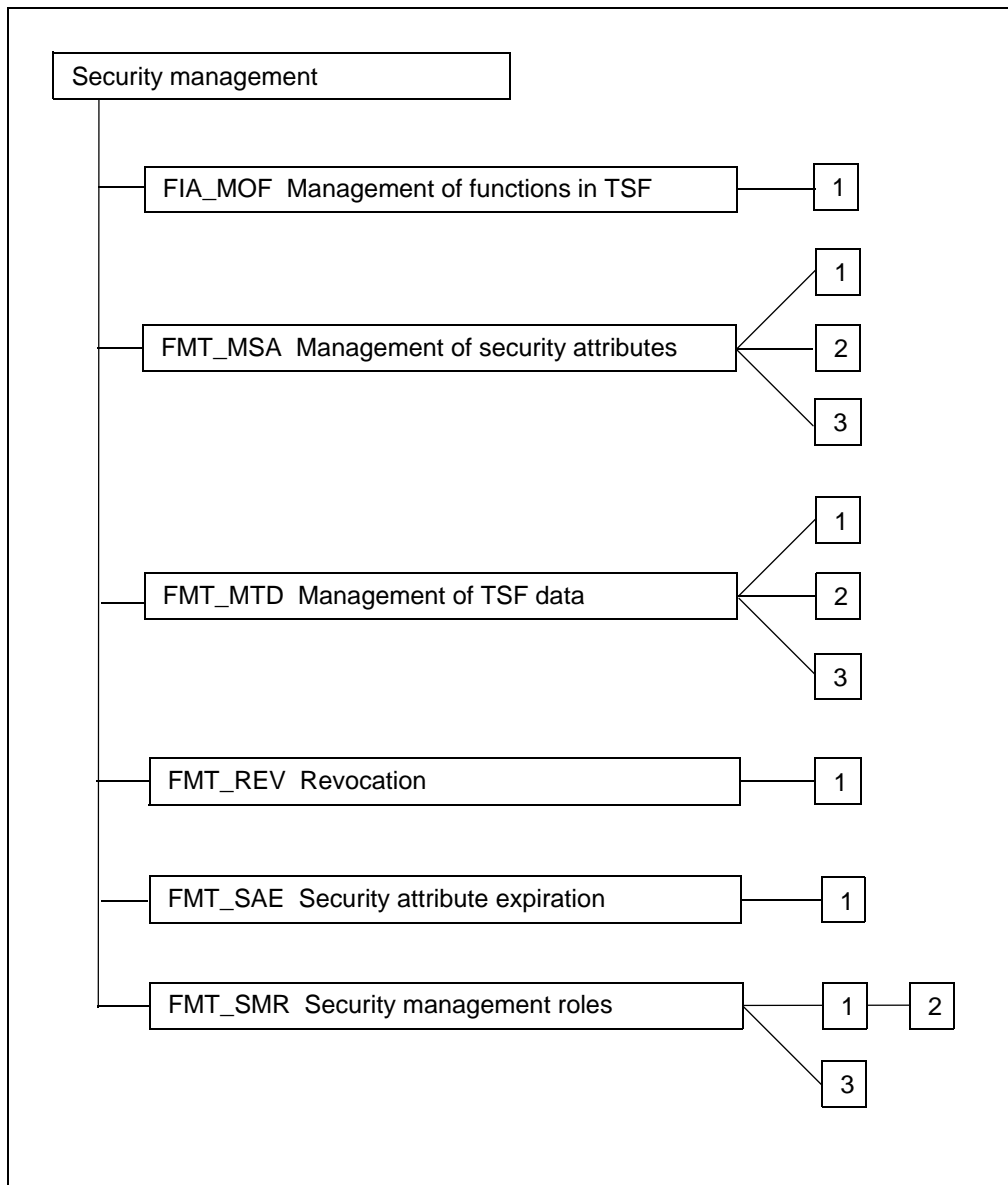 Security management
FIA_MOF Management of functions in TSF
1
1
FMT_MSA Management of security attributes
2
3
1
FMT_MTD Management of TSF data
2
3
FMT_REV Revocation
1
FMT_SAE Security attribute expiration
1
FMT_SMR Security management roles
1
2
3